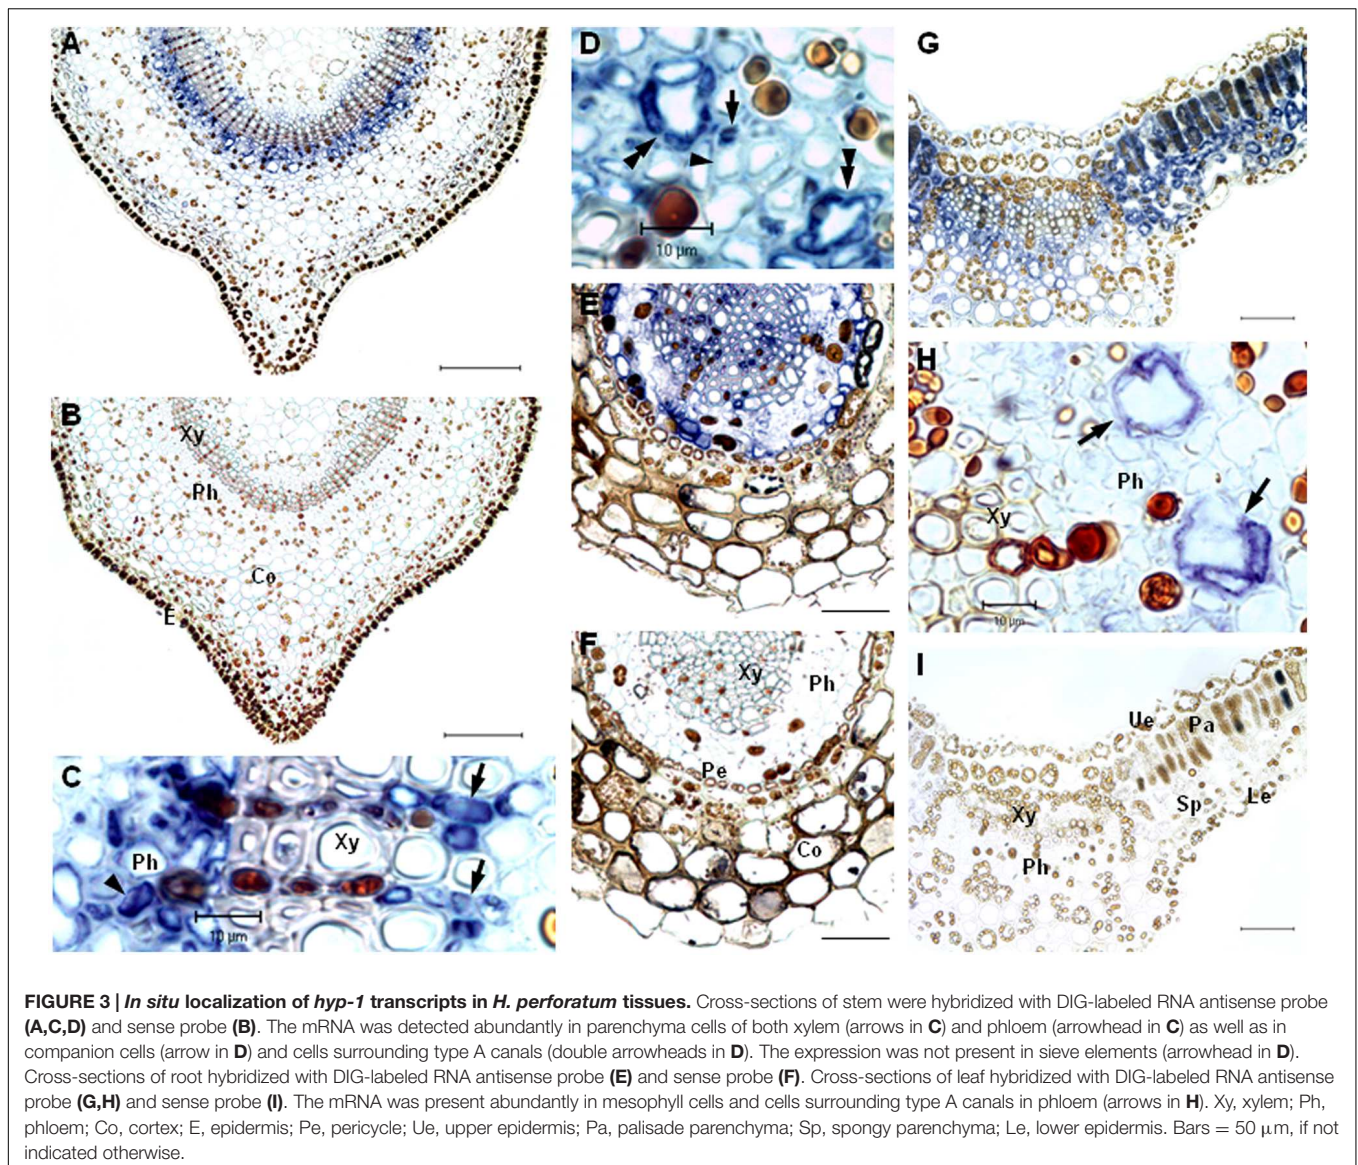 A
B
Xy
Ph
Co
E
C
Ph
Xy
10 µm
D
10 µm
E
F
Xy
Ph
Pe
Co
G
H
Ph
Xy
10 µm
I
Ue
Pa
Sp
Le
Xy
Ph
FIGURE 3 | In situ localization of hyp-1 transcripts in H. perforatum tissues. Cross-sections of stem were hybridized with DIG-labeled RNA antisense probe
(A,C,D) and sense probe (B). The mRNA was detected abundantly in parenchyma cells of both xylem (arrows in C) and phloem (arrowhead in C) as well as in
companion cells (arrow in D) and cells surrounding type A canals (double arrowheads in D). The expression was not present in sieve elements (arrowhead in D).
Cross-sections of root hybridized with DIG-labeled RNA antisense probe (E) and sense probe (F). Cross-sections of leaf hybridized with DIG-labeled RNA antisense
probe (G,H) and sense probe (I). The mRNA was present abundantly in mesophyll cells and cells surrounding type A canals in phloem (arrows in H). Xy, xylem; Ph,
phloem; Co, cortex; E, epidermis; Pe, pericycle; Ue, upper epidermis; Pa, palisade parenchyma; Sp, spongy parenchyma; Le, lower epidermis. Bars = 50 µm, if not
indicated otherwise.